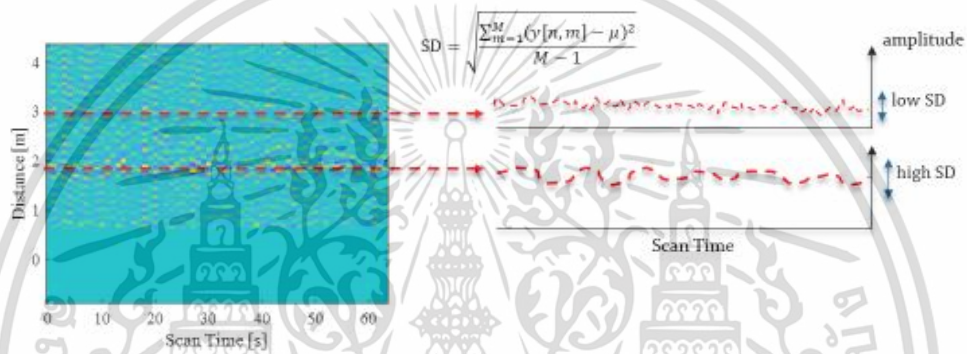 SD = √(Σ_{m=1}^{M}(y[n,m] − μ)² / (M − 1))
amplitude
low SD
high SD
Scan Time
Distance [m]
4
3
2
1
0
0 10 20 30 40 50 60
Scan Time [s]